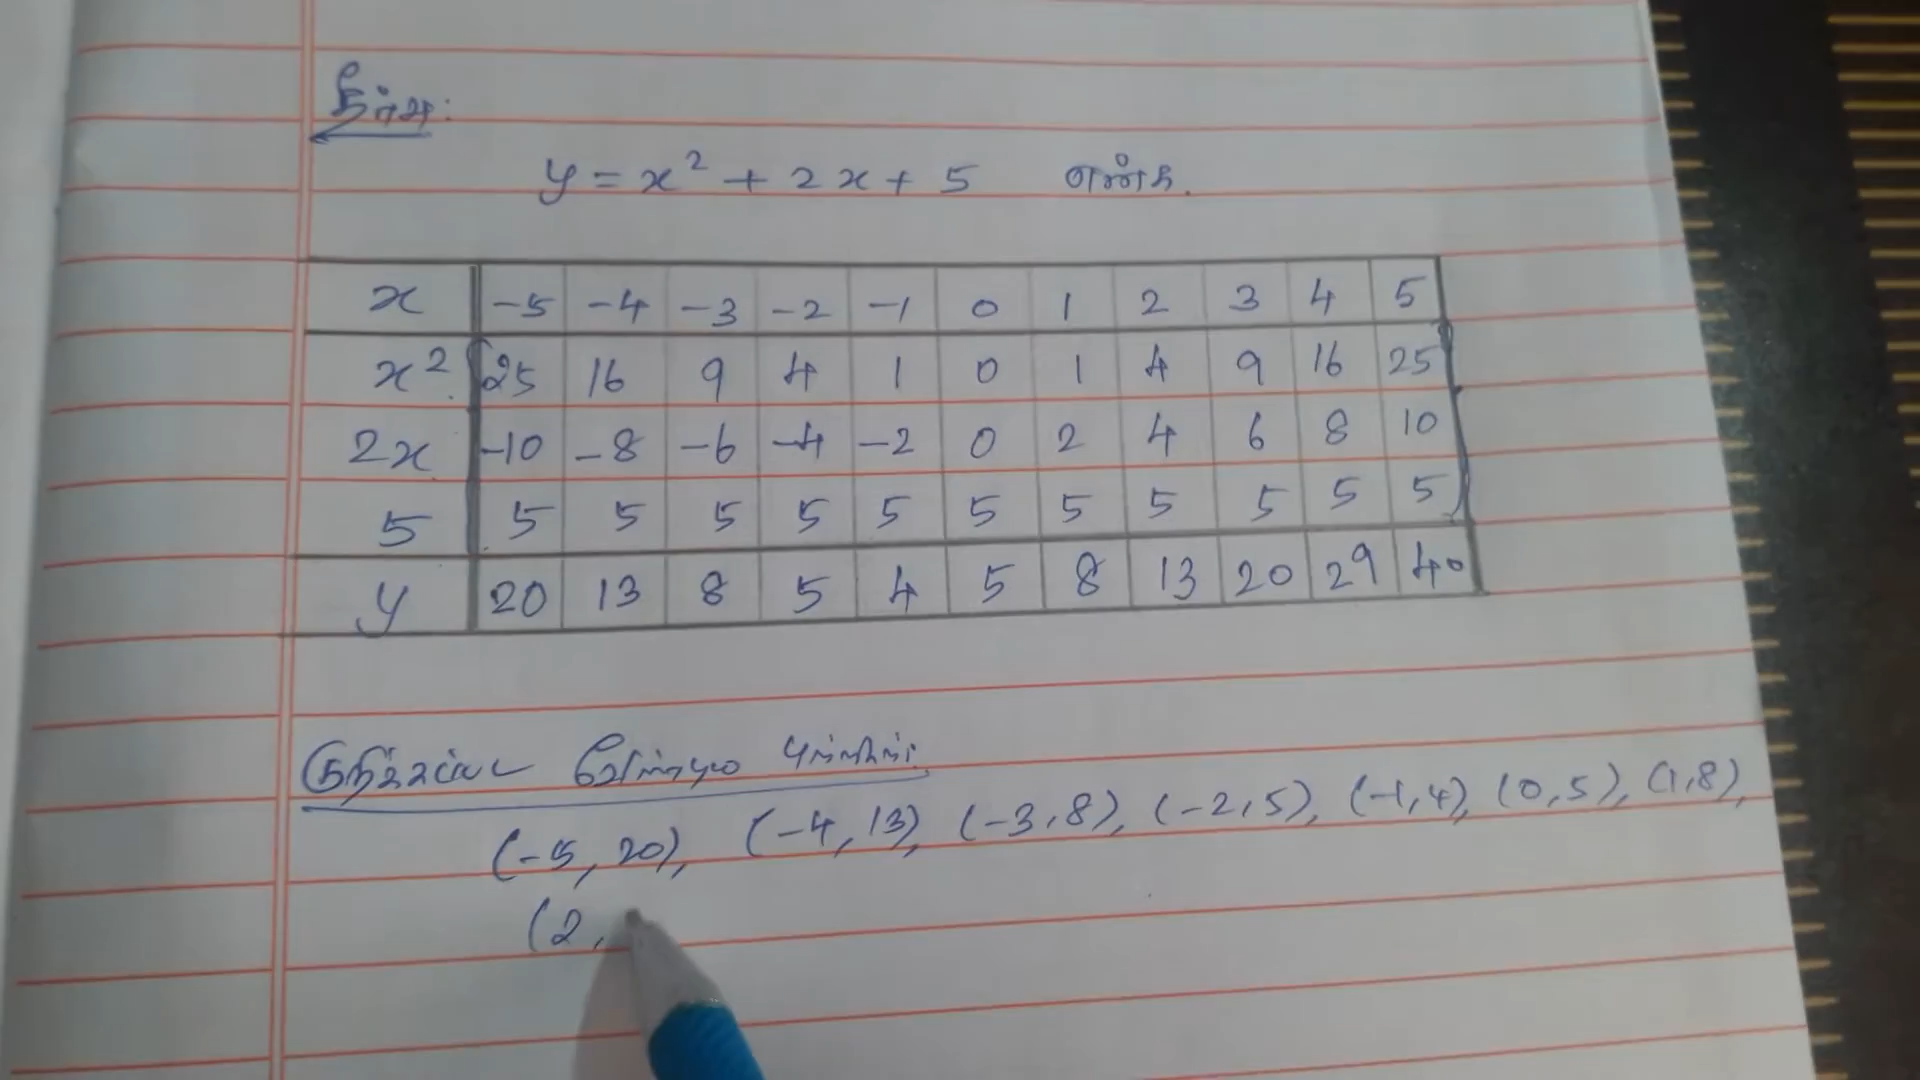 தீர்வு:
y = x² + 2x + 5 என்க.
x -5 -4 -3 -2 -1 0 1 2 3 4 5
x² 25 16 9 4 1 0 1 4 9 16 25
2x -10 -8 -6 -4 -2 0 2 4 6 8 10
5 5 5 5 5 5 5 5 5 5 5 5
y 20 13 8 5 4 5 8 13 20 29 40
குறிக்கப்பட வேண்டிய புள்ளிகள்:
(-5, 20), (-4, 13), (-3, 8), (-2, 5), (-1, 4), (0, 5), (1, 8),
(2,